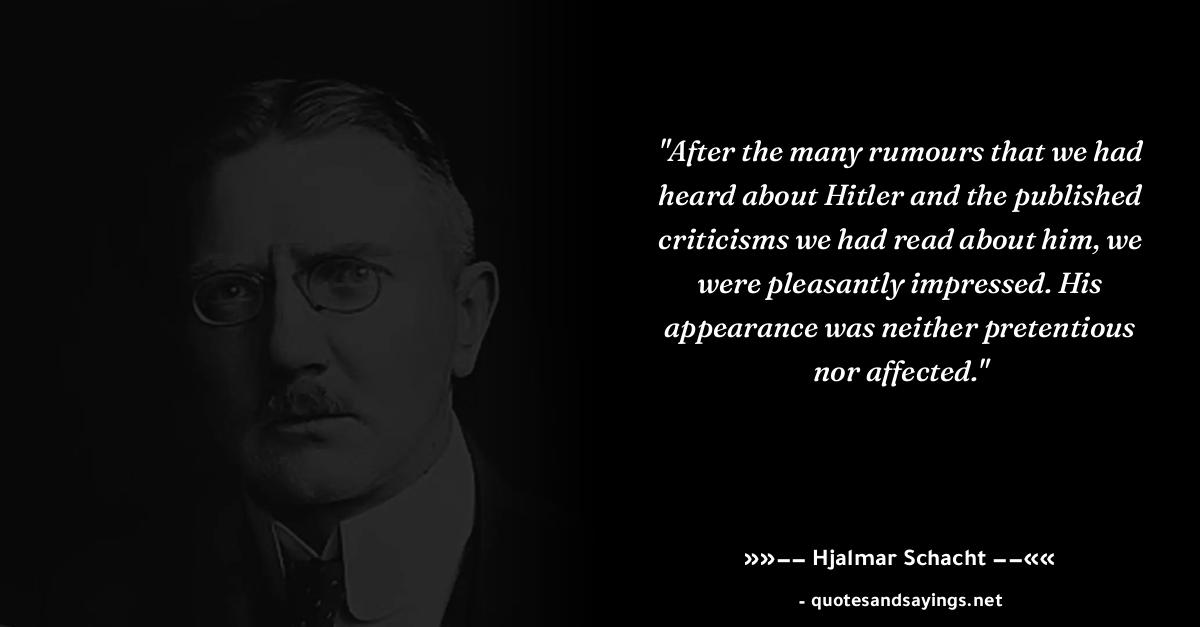 "After the many rumours that we had
heard about Hitler and the published
criticisms we had read about him, we
were pleasantly impressed. His
appearance was neither pretentious
nor affected."
»»—— Hjalmar Schacht ——««
- quotesandsayings.net